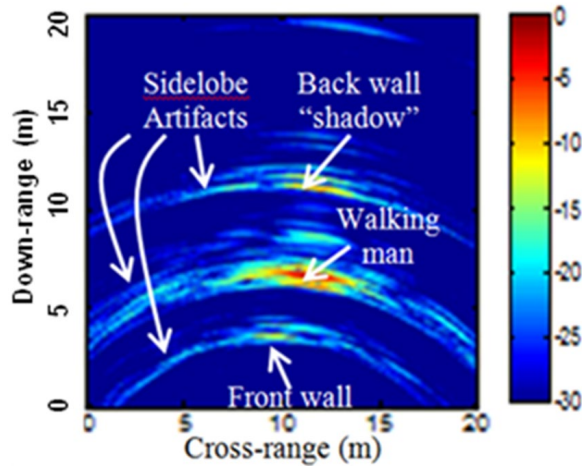 20
15
10
5
0
Down-range (m)
Sidelobe
Artifacts
Back wall
“shadow”
Walking
man
Front wall
0
5
10
15
20
Cross-range (m)
0
-5
-10
-15
-20
-25
-30